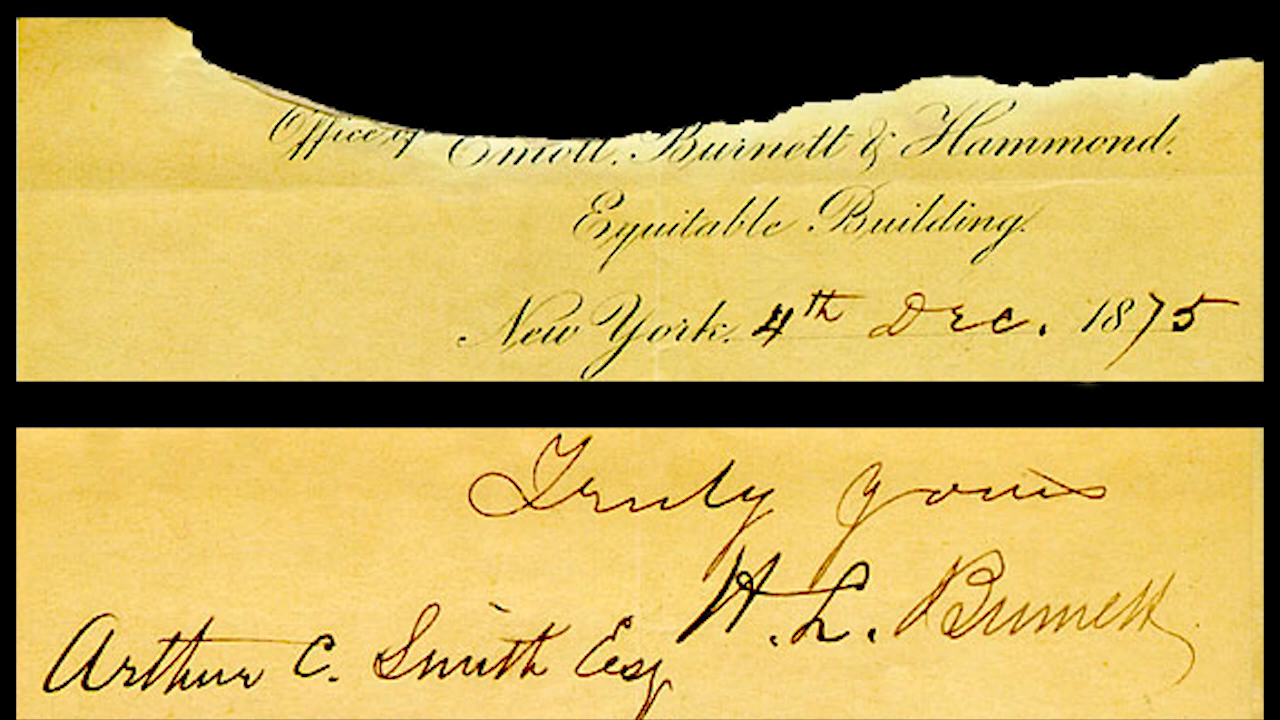 Office of Emott, Burnett & Hammond.
Equitable Building.
New York. 4th Dec. 1875
Truly yours
H. L. Burnett
Arthur C. Smith Esq